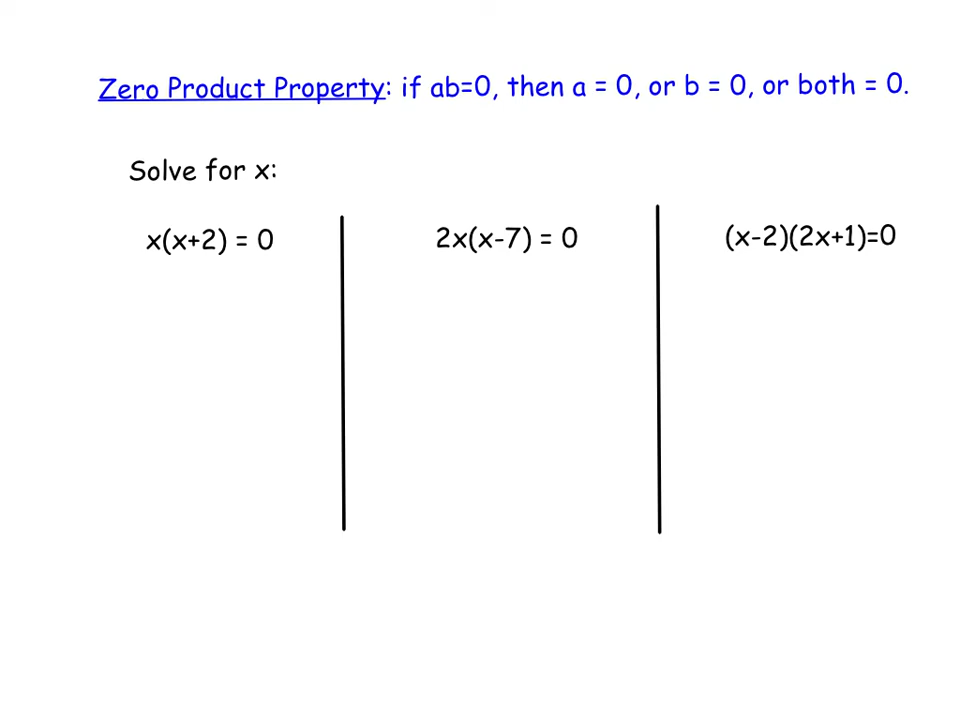 Zero Product Property: if ab=0, then a = 0, or b = 0, or both = 0.
Solve for x:
x(x+2) = 0
2x(x-7) = 0
(x-2)(2x+1)=0